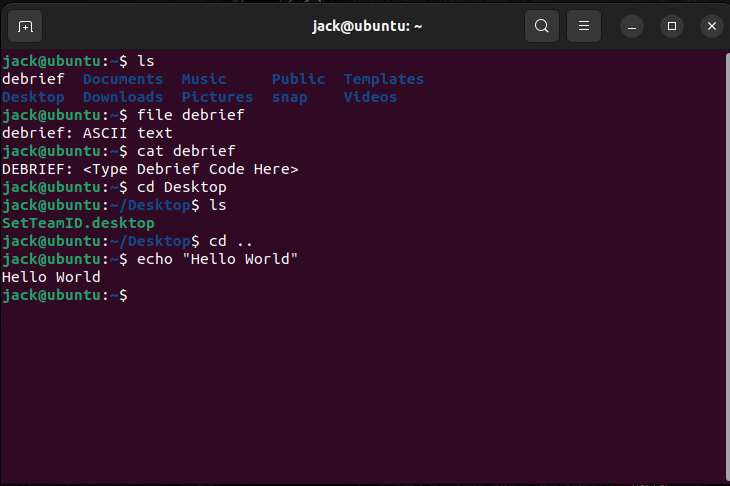 jack@ubuntu: ~
jack@ubuntu:~$ ls
debrief  Documents  Music     Public  Templates
Desktop  Downloads  Pictures  snap    Videos
jack@ubuntu:~$ file debrief
debrief: ASCII text
jack@ubuntu:~$ cat debrief
DEBRIEF: <Type Debrief Code Here>
jack@ubuntu:~$ cd Desktop
jack@ubuntu:~/Desktop$ ls
SetTeamID.desktop
jack@ubuntu:~/Desktop$ cd ..
jack@ubuntu:~$ echo "Hello World"
Hello World
jack@ubuntu:~$